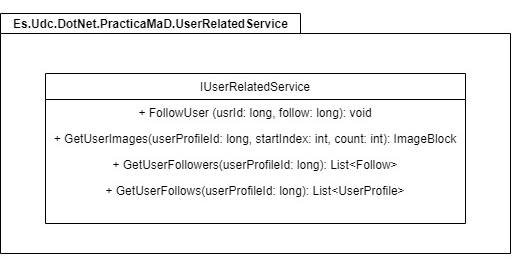 Es.Udc.DotNet.PracticaMaD.UserRelatedService
IUserRelatedService
+ FollowUser (usrId: long, follow: long): void
+ GetUserImages(userProfileId: long, startIndex: int, count: int): ImageBlock
+ GetUserFollowers(userProfileId: long): List<Follow>
+ GetUserFollows(userProfileId: long): List<UserProfile>